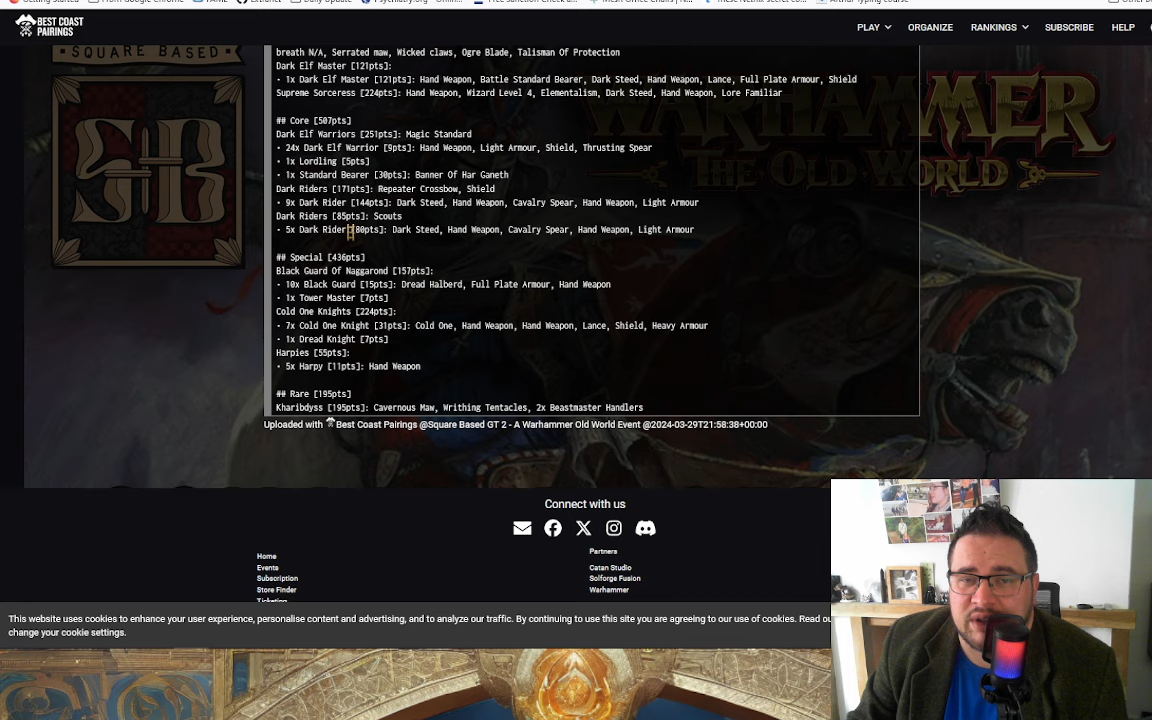 From Google Chrome
BEST COAST
PAIRINGS
PLAY
ORGANIZE
RANKINGS
SUBSCRIBE
HELP
SQUARE BASED
SB
WARHAMMER
THE OLD WORLD
breath N/A, Serrated maw, Wicked claws, Ogre Blade, Talisman Of Protection
Dark Elf Master [121pts]:
• 1x Dark Elf Master [121pts]: Hand Weapon, Battle Standard Bearer, Dark Steed, Hand Weapon, Lance, Full Plate Armour, Shield
Supreme Sorceress [224pts]: Hand Weapon, Wizard Level 4, Elementalism, Dark Steed, Hand Weapon, Lore Familiar
## Core [507pts]
Dark Elf Warriors [251pts]: Magic Standard
• 24x Dark Elf Warrior [9pts]: Hand Weapon, Light Armour, Shield, Thrusting Spear
• 1x Lordling [5pts]
• 1x Standard Bearer [30pts]: Banner Of Har Ganeth
Dark Riders [171pts]: Repeater Crossbow, Shield
• 9x Dark Rider [144pts]: Dark Steed, Hand Weapon, Cavalry Spear, Hand Weapon, Light Armour
Dark Riders [85pts]: Scouts
• 5x Dark Rider [80pts]: Dark Steed, Hand Weapon, Cavalry Spear, Hand Weapon, Light Armour
## Special [436pts]
Black Guard Of Naggarond [157pts]:
• 10x Black Guard [15pts]: Dread Halberd, Full Plate Armour, Hand Weapon
• 1x Tower Master [7pts]
Cold One Knights [224pts]:
• 7x Cold One Knight [31pts]: Cold One, Hand Weapon, Hand Weapon, Lance, Shield, Heavy Armour
• 1x Dread Knight [7pts]
Harpies [55pts]:
• 5x Harpy [11pts]: Hand Weapon
## Rare [195pts]
Kharibdyss [195pts]: Cavernous Maw, Writhing Tentacles, 2x Beastmaster Handlers
Uploaded with Best Coast Pairings @Square Based GT 2 - A Warhammer Old World Event @2024-03-29T21:58:38+00:00
Connect with us
Home
Events
Subscription
Store Finder
Ticketing
Partners
Catan Studio
Solforge Fusion
Warhammer
This website uses cookies to enhance your user experience, personalise content and advertising, and to analyze our traffic. By continuing to use this site you are agreeing to our use of cookies. Read
change your cookie settings.